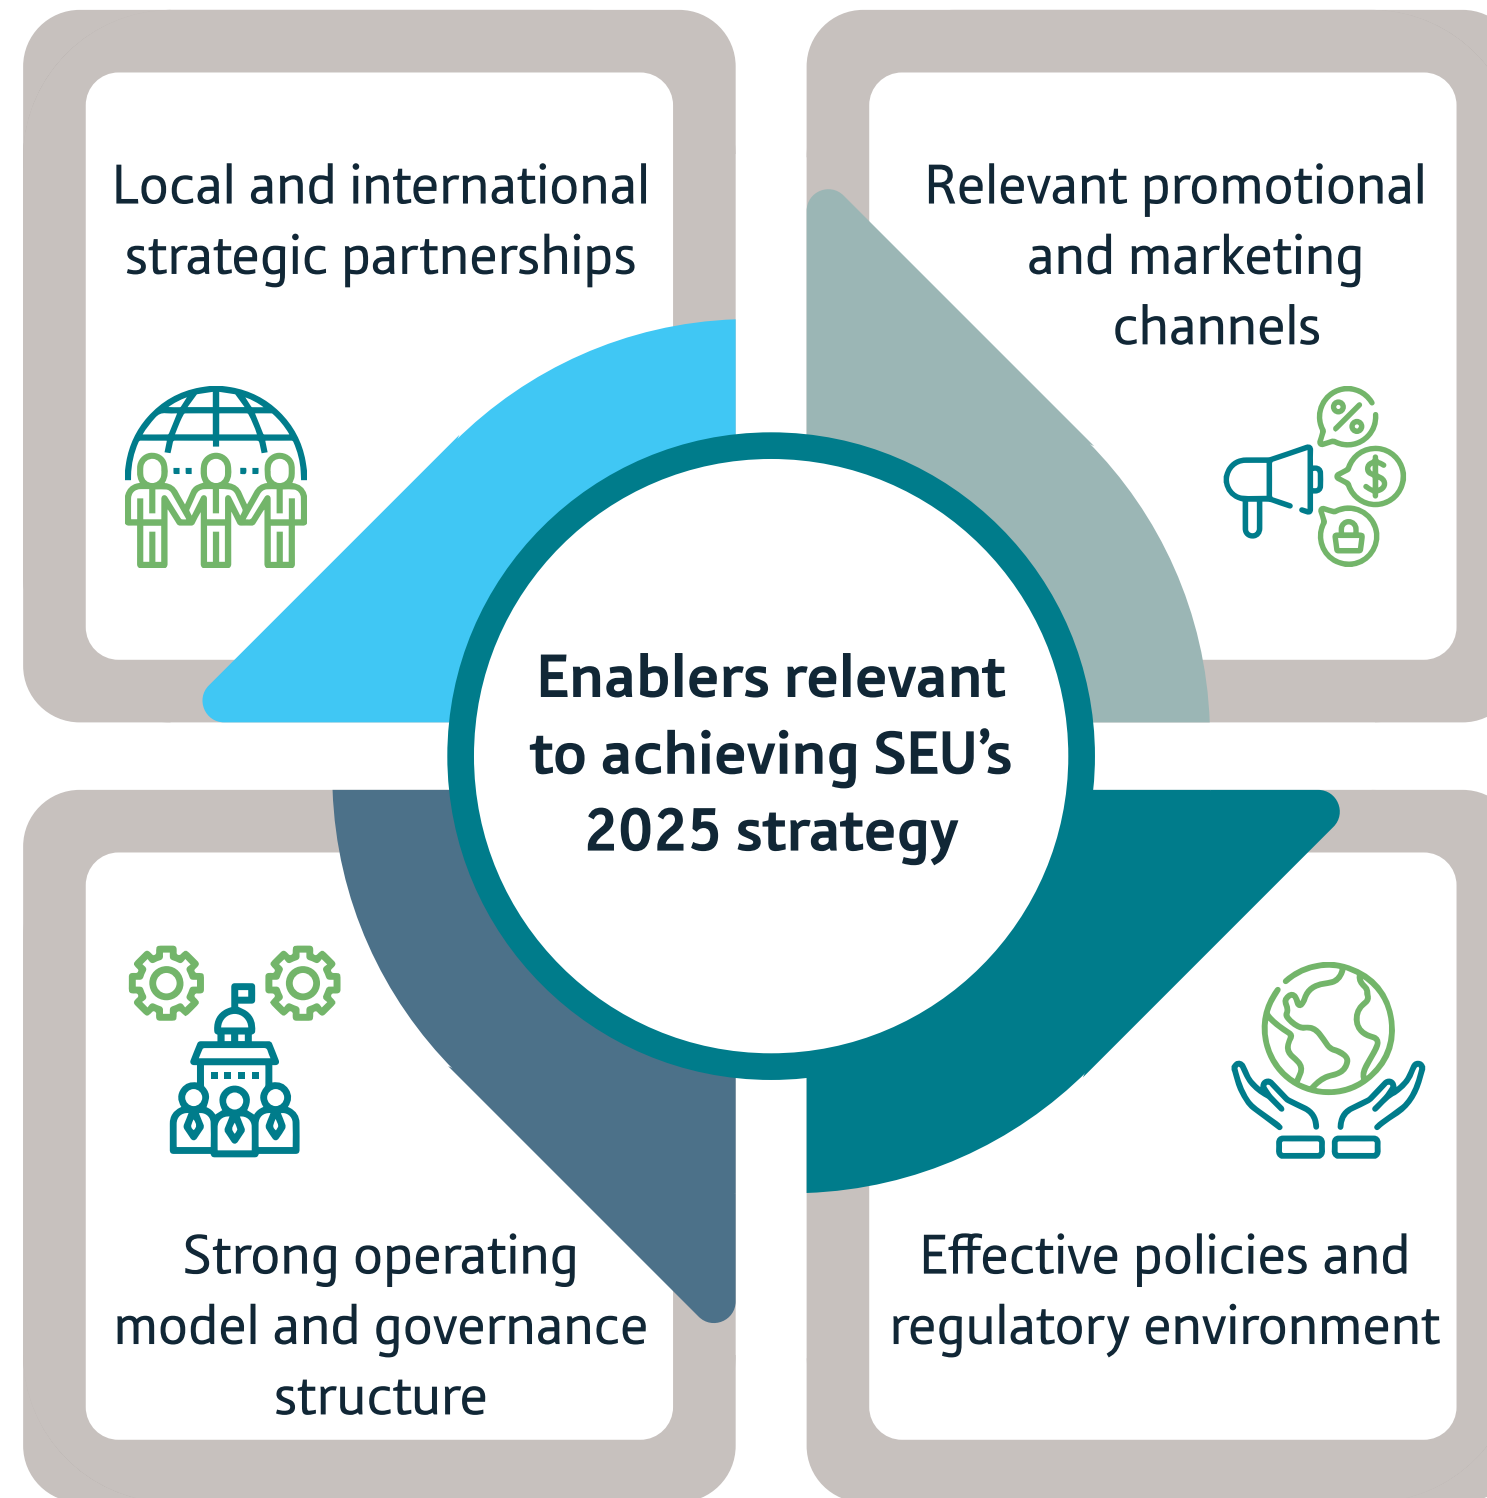 Local and international
strategic partnerships
Relevant promotional
and marketing
channels
Enablers relevant
to achieving SEU’s
2025 strategy
Strong operating
model and governance
structure
Effective policies and
regulatory environment